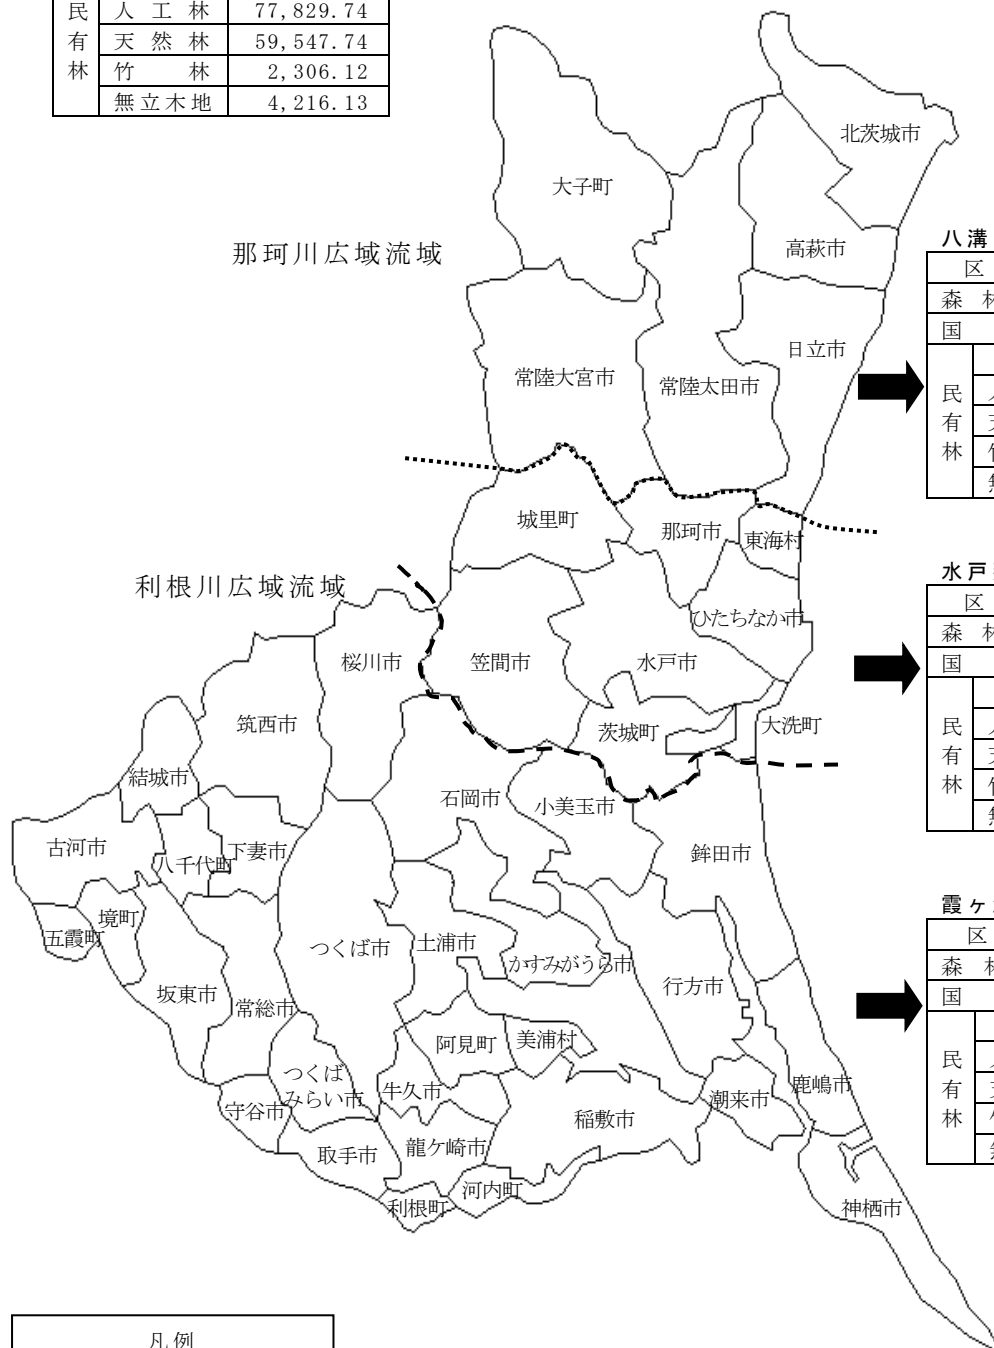 民有林
人工林 77,829.74
天然林 59,547.74
竹林 2,306.12
無立木地 4,216.13
北茨城市
大子町
那珂川広域流域
高萩市
日立市
常陸大宮市
常陸太田市
城里町
那珂市
東海村
利根川広域流域
ひたちなか市
桜川市
笠間市
水戸市
筑西市
茨城町
大洗町
結城市
石岡市
小美玉市
古河市
八千代町
下妻市
鉾田市
境町
五霞町
つくば市
土浦市
かすみがうら市
坂東市
常総市
行方市
阿見町
美浦村
つくば
みらい市
牛久市
鹿嶋市
守谷市
潮来市
稲敷市
取手市
龍ケ崎市
河内町
利根町
神栖市
凡例
八溝
区
森
国
民有林
水戸
区
森
国
民有林
霞ヶ
区
森
国
民有林